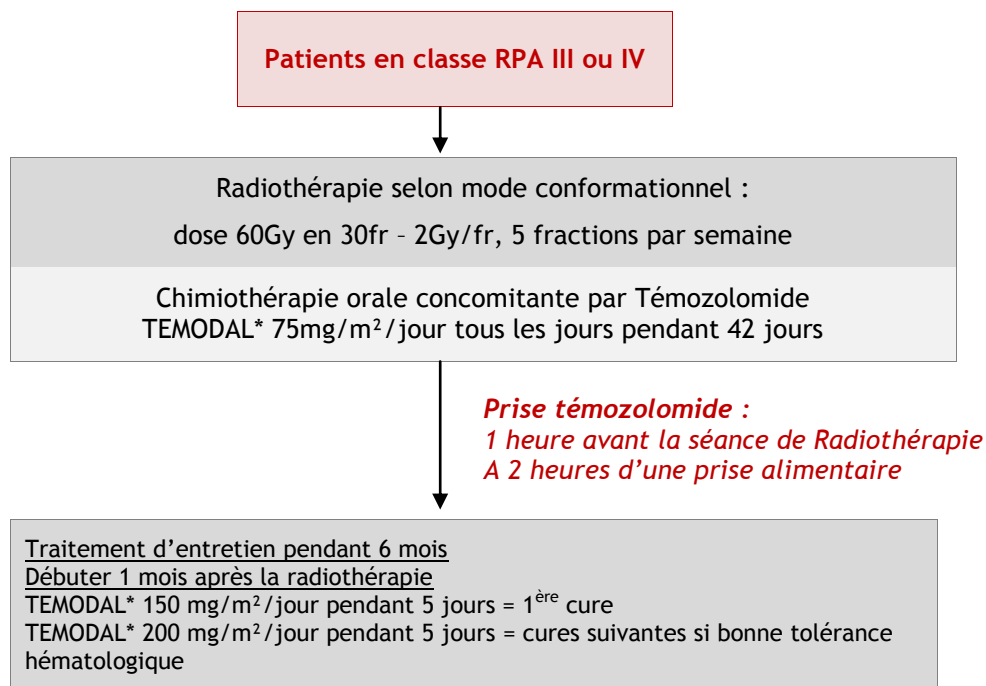 Patients en classe RPA III ou IV
Radiothérapie selon mode conformationnel :
dose 60Gy en 30fr – 2Gy/fr, 5 fractions par semaine
Chimiothérapie orale concomitante par Témozolomide
TEMODAL* 75mg/m²/jour tous les jours pendant 42 jours
Prise témozolomide :
1 heure avant la séance de Radiothérapie
A 2 heures d’une prise alimentaire
Traitement d’entretien pendant 6 mois
Débuter 1 mois après la radiothérapie
TEMODAL* 150 mg/m²/jour pendant 5 jours = 1ère cure
TEMODAL* 200 mg/m²/jour pendant 5 jours = cures suivantes si bonne tolérance
hématologique